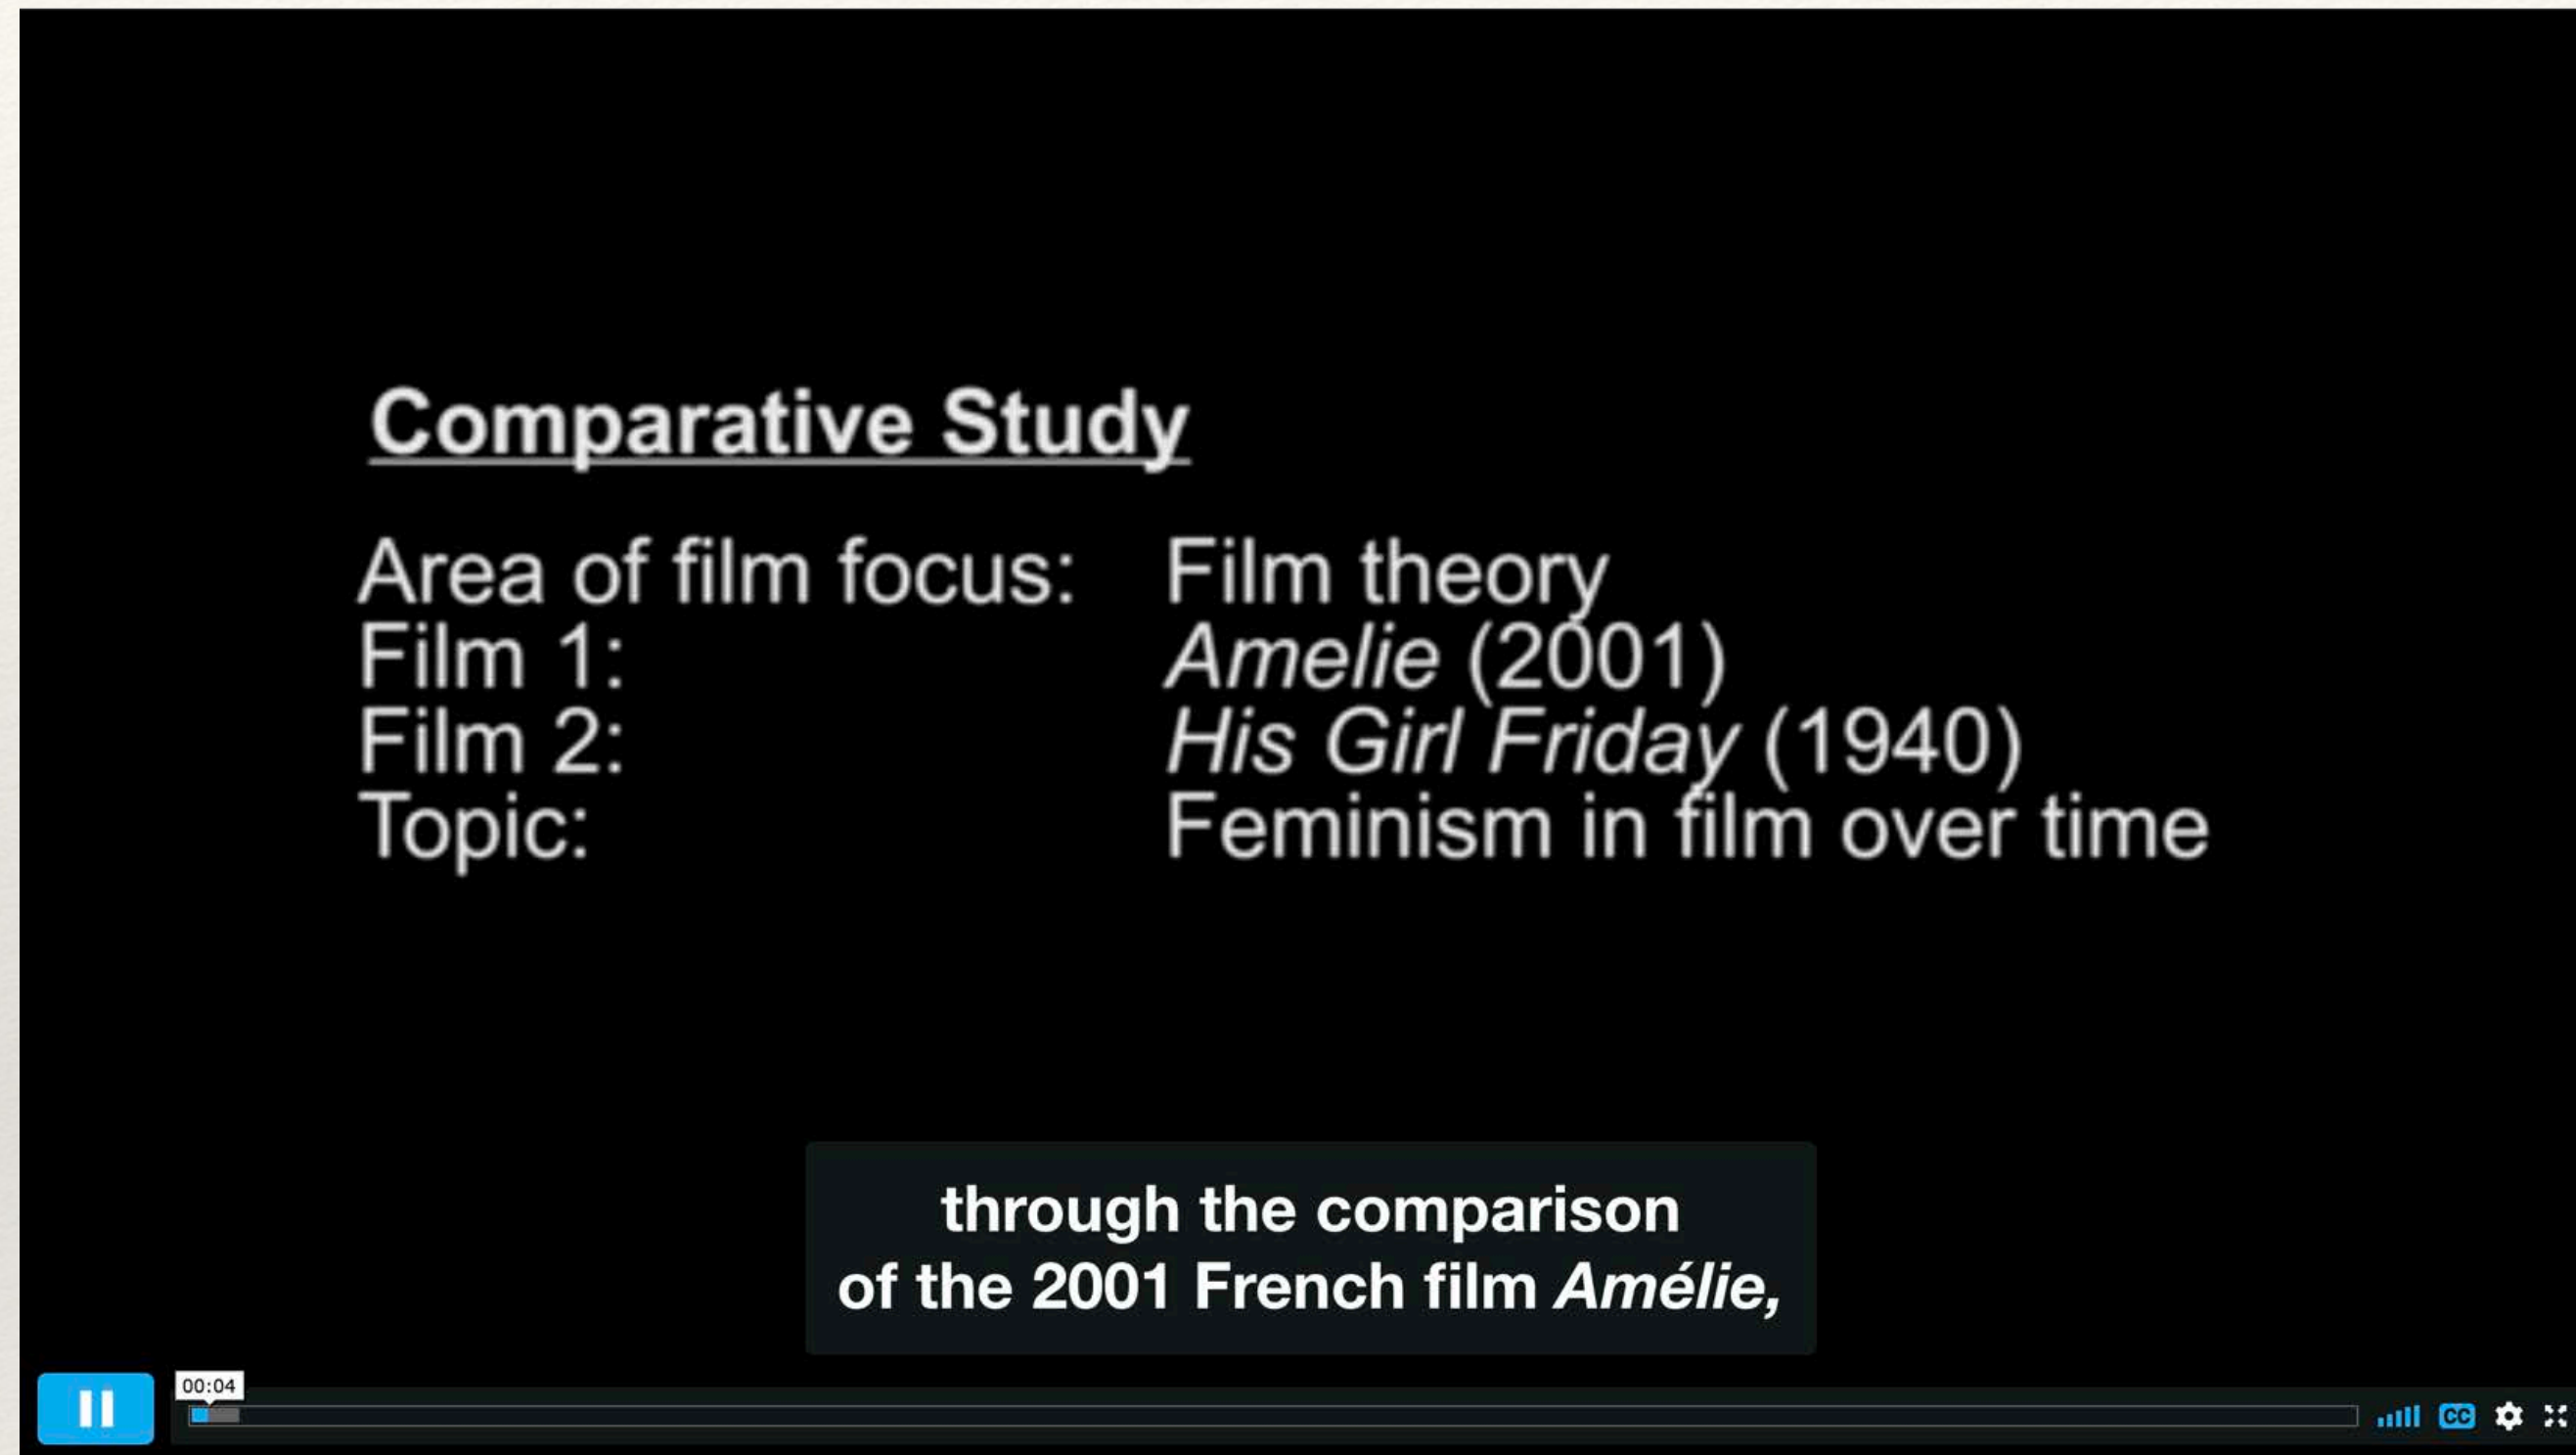 Comparative Study
Area of film focus: Film theory
Film 1: Amelie (2001)
Film 2: His Girl Friday (1940)
Topic: Feminism in film over time
through the comparison
of the 2001 French film Amélie,
00:04
CC